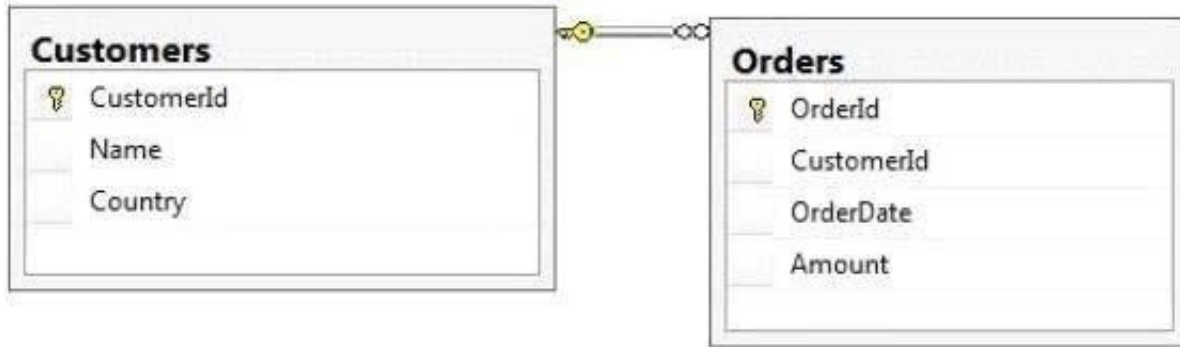 Customers
CustomerId
Name
Country
Orders
OrderId
CustomerId
OrderDate
Amount